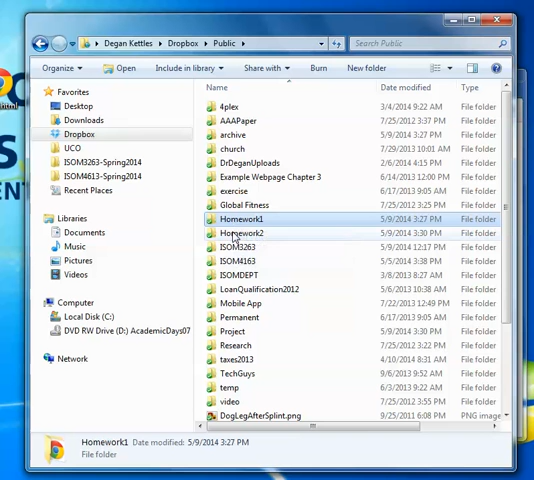 Degan Kettles ▸ Dropbox ▸ Public ▸
Search Public
Organize ▾ Open Include in library ▾ Share with ▾ Burn New folder
Favorites
Desktop
Downloads
Dropbox
UCO
ISOM3263-Spring2014
ISOM4613-Spring2014
Recent Places
Libraries
Documents
Music
Pictures
Videos
Computer
Local Disk (C:)
DVD RW Drive (D:) AcademicDays07
Network
Name Date modified Type
4plex 3/4/2014 9:22 AM File folder
AAAPaper 7/25/2012 3:37 PM File folder
archive 5/9/2014 3:27 PM File folder
church 7/29/2013 10:01 AM File folder
DrDeganUploads 2/6/2014 4:15 PM File folder
Example Webpage Chapter 3 6/14/2013 12:00 PM File folder
exercise 6/17/2013 9:05 AM File folder
Global Fitness 7/25/2012 3:25 PM File folder
Homework1 5/9/2014 3:27 PM File folder
Homework2 5/9/2014 3:30 PM File folder
ISOM3263 5/9/2014 12:17 PM File folder
ISOM4163 5/5/2014 3:38 PM File folder
ISOMDEPT 3/8/2013 8:27 AM File folder
LoanQualification2012 5/6/2013 10:38 AM File folder
Mobile App 7/22/2013 12:49 PM File folder
Permanent 6/17/2013 9:05 AM File folder
Project 5/9/2014 3:30 PM File folder
Research 7/25/2012 3:22 PM File folder
taxes2013 4/10/2014 8:31 AM File folder
TechGuys 9/6/2013 9:52 AM File folder
temp 6/3/2013 9:22 AM File folder
video 7/25/2012 3:55 PM File folder
DogLegAfterSplint.png 9/25/2011 6:08 PM PNG image
Homework1 Date modified: 5/9/2014 3:27 PM
File folder